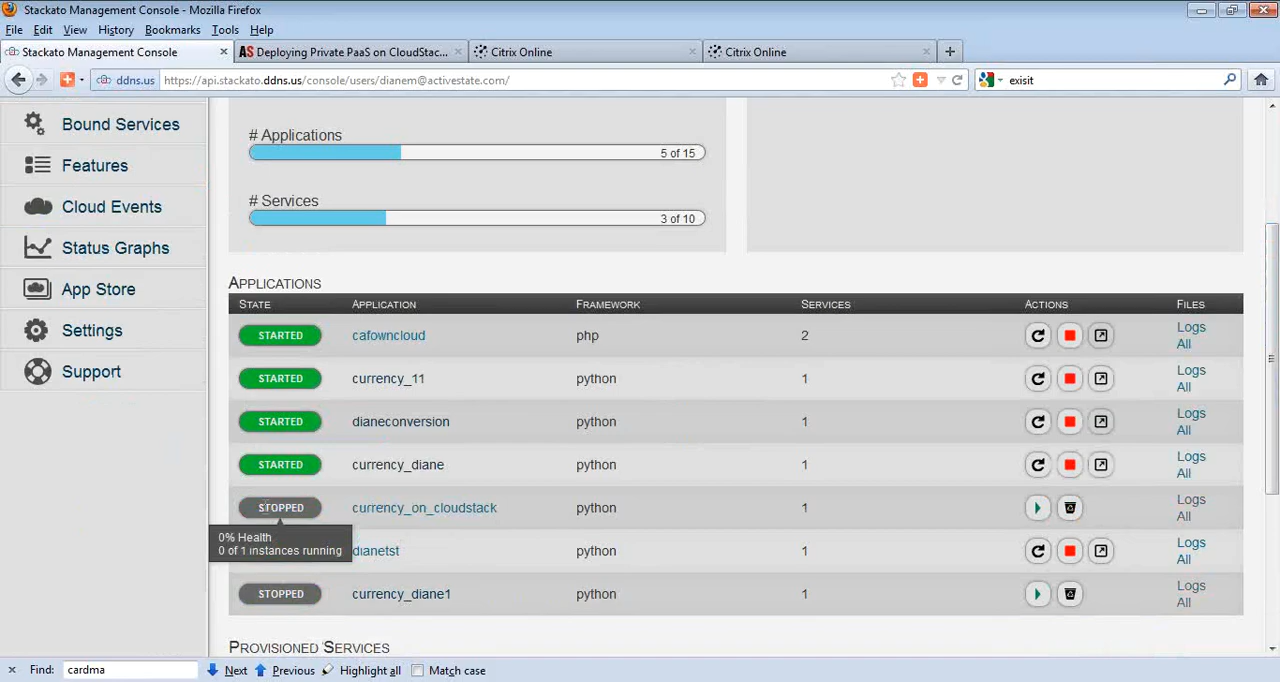 Stackato Management Console - Mozilla Firefox
File Edit View History Bookmarks Tools Help
Stackato Management Console × AS Deploying Private PaaS on CloudStac... × Citrix Online × Citrix Online × +
ddns.us https://api.stackato.ddns.us/console/users/dianem@activestate.com/ exisit
Bound Services
Features
Cloud Events
Status Graphs
App Store
Settings
Support
# Applications
5 of 15
# Services
3 of 10
APPLICATIONS
STATE APPLICATION FRAMEWORK SERVICES ACTIONS FILES
STARTED cafowncloud php 2 Logs
All
STARTED currency_11 python 1 Logs
All
STARTED dianeconversion python 1 Logs
All
STARTED currency_diane python 1 Logs
All
STOPPED currency_on_cloudstack python 1 Logs
All
0% Health
0 of 1 instances running
dianetst python 1 Logs
All
STOPPED currency_diane1 python 1 Logs
All
PROVISIONED SERVICES
× Find: cardma Next Previous Highlight all Match case